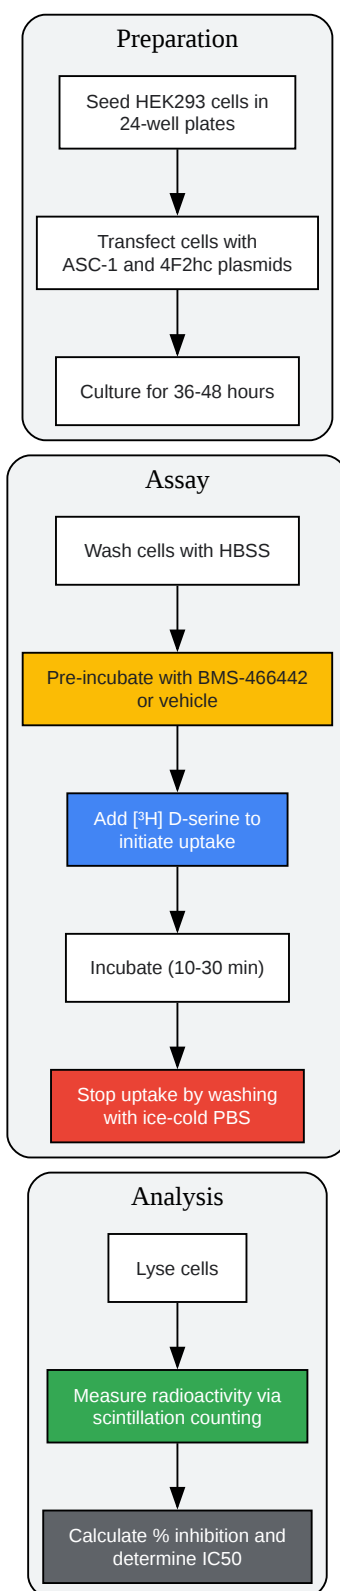 Preparation
Seed HEK293 cells in
24-well plates
Transfect cells with
ASC-1 and 4F2hc plasmids
Culture for 36-48 hours
Assay
Wash cells with HBSS
Pre-incubate with BMS-466442
or vehicle
Add [³H] D-serine to
initiate uptake
Incubate (10-30 min)
Stop uptake by washing
with ice-cold PBS
Analysis
Lyse cells
Measure radioactivity via
scintillation counting
Calculate % inhibition and
determine IC50